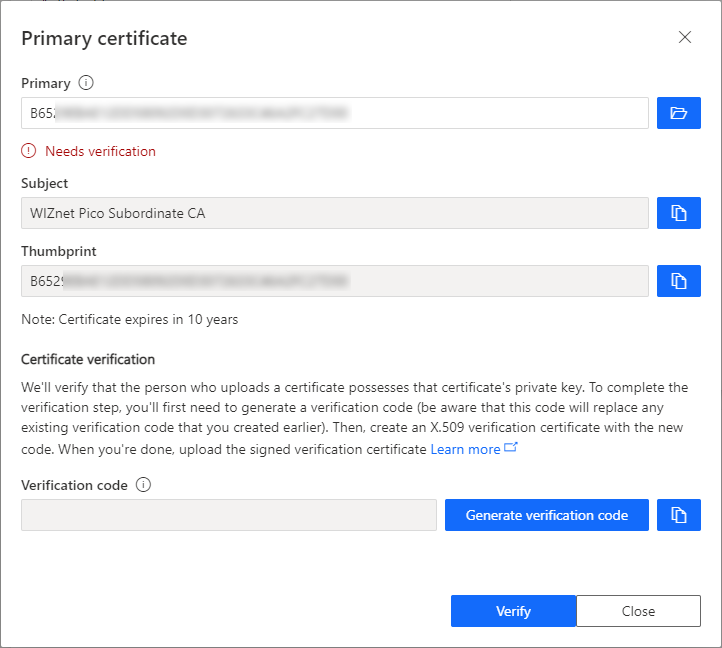 Primary certificate
Primary
Needs verification
Subject
WIZnet Pico Subordinate CA
Thumbprint
Note: Certificate expires in 10 years
Certificate verification
We'll verify that the person who uploads a certificate possesses that certificate's private key. To complete the
verification step, you'll first need to generate a verification code (be aware that this code will replace any
existing verification code that you created earlier). Then, create an X.509 verification certificate with the new
code. When you're done, upload the signed verification certificate Learn more
Verification code
Generate verification code
Verify Close